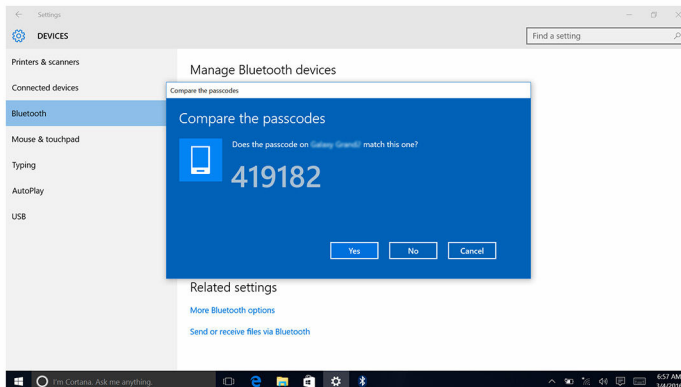 Settings
DEVICES
Find a setting
Printers & scanners
Connected devices
Bluetooth
Mouse & touchpad
Typing
AutoPlay
USB
Manage Bluetooth devices
Compare the passcodes
Compare the passcodes
Does the passcode on Galaxy Grand2 match this one?
419182
Yes
No
Cancel
Related settings
More Bluetooth options
Send or receive files via Bluetooth
I'm Cortana. Ask me anything.
6:57 AM